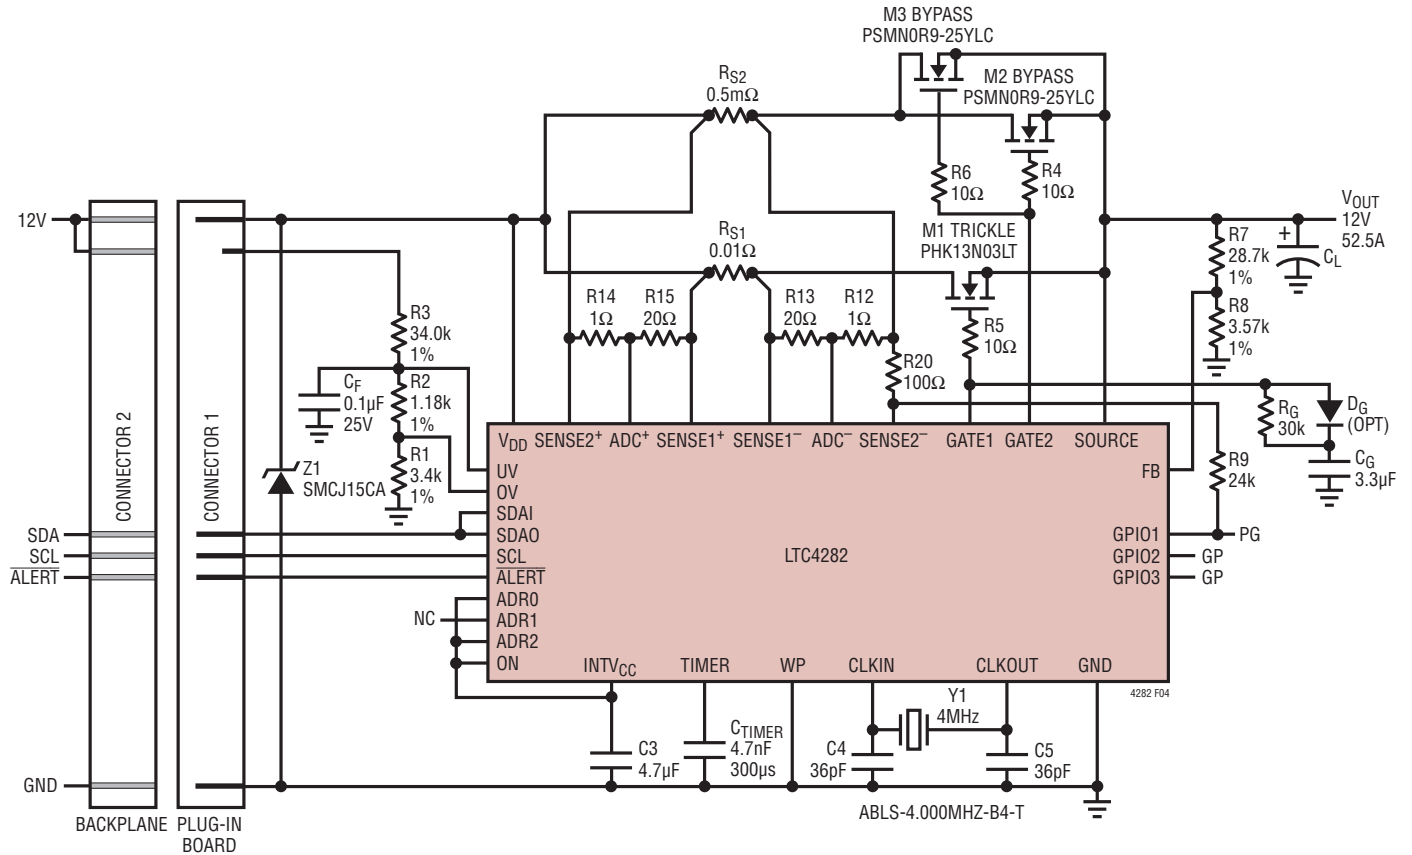 M3 BYPASS
PSMN0R9-25YLC
M2 BYPASS
PSMN0R9-25YLC
RS2
0.5mΩ
R6
10Ω
R4
10Ω
12V
RS1
0.01Ω
M1 TRICKLE
PHK13N03LT
VOUT
12V
52.5A
R7
28.7k
1%
+
CL
R14
1Ω
R15
20Ω
R13
20Ω
R12
1Ω
R3
34.0k
1%
R5
10Ω
R8
3.57k
1%
R20
100Ω
CF
0.1µF
25V
R2
1.18k
1%
RG
30k
DG
(OPT)
CONNECTOR 2
CONNECTOR 1
VDD
SENSE2+
ADC+
SENSE1+
SENSE1−
ADC−
SENSE2−
GATE1
GATE2
SOURCE
Z1
SMCJ15CA
R1
3.4k
1%
UV
OV
SDAI
SDAO
SCL
ALERT
ADR0
ADR1
ADR2
ON
NC
FB
R9
24k
CG
3.3µF
SDA
SCL
ALERT
LTC4282
GPIO1
GPIO2
GPIO3
PG
GP
GP
INTVCC
TIMER
WP
CLKIN
CLKOUT
GND
4282 F04
Y1
4MHz
C3
4.7µF
CTIMER
4.7nF
300µs
C4
36pF
C5
36pF
GND
ABLS-4.000MHZ-B4-T
BACKPLANE
PLUG-IN
BOARD